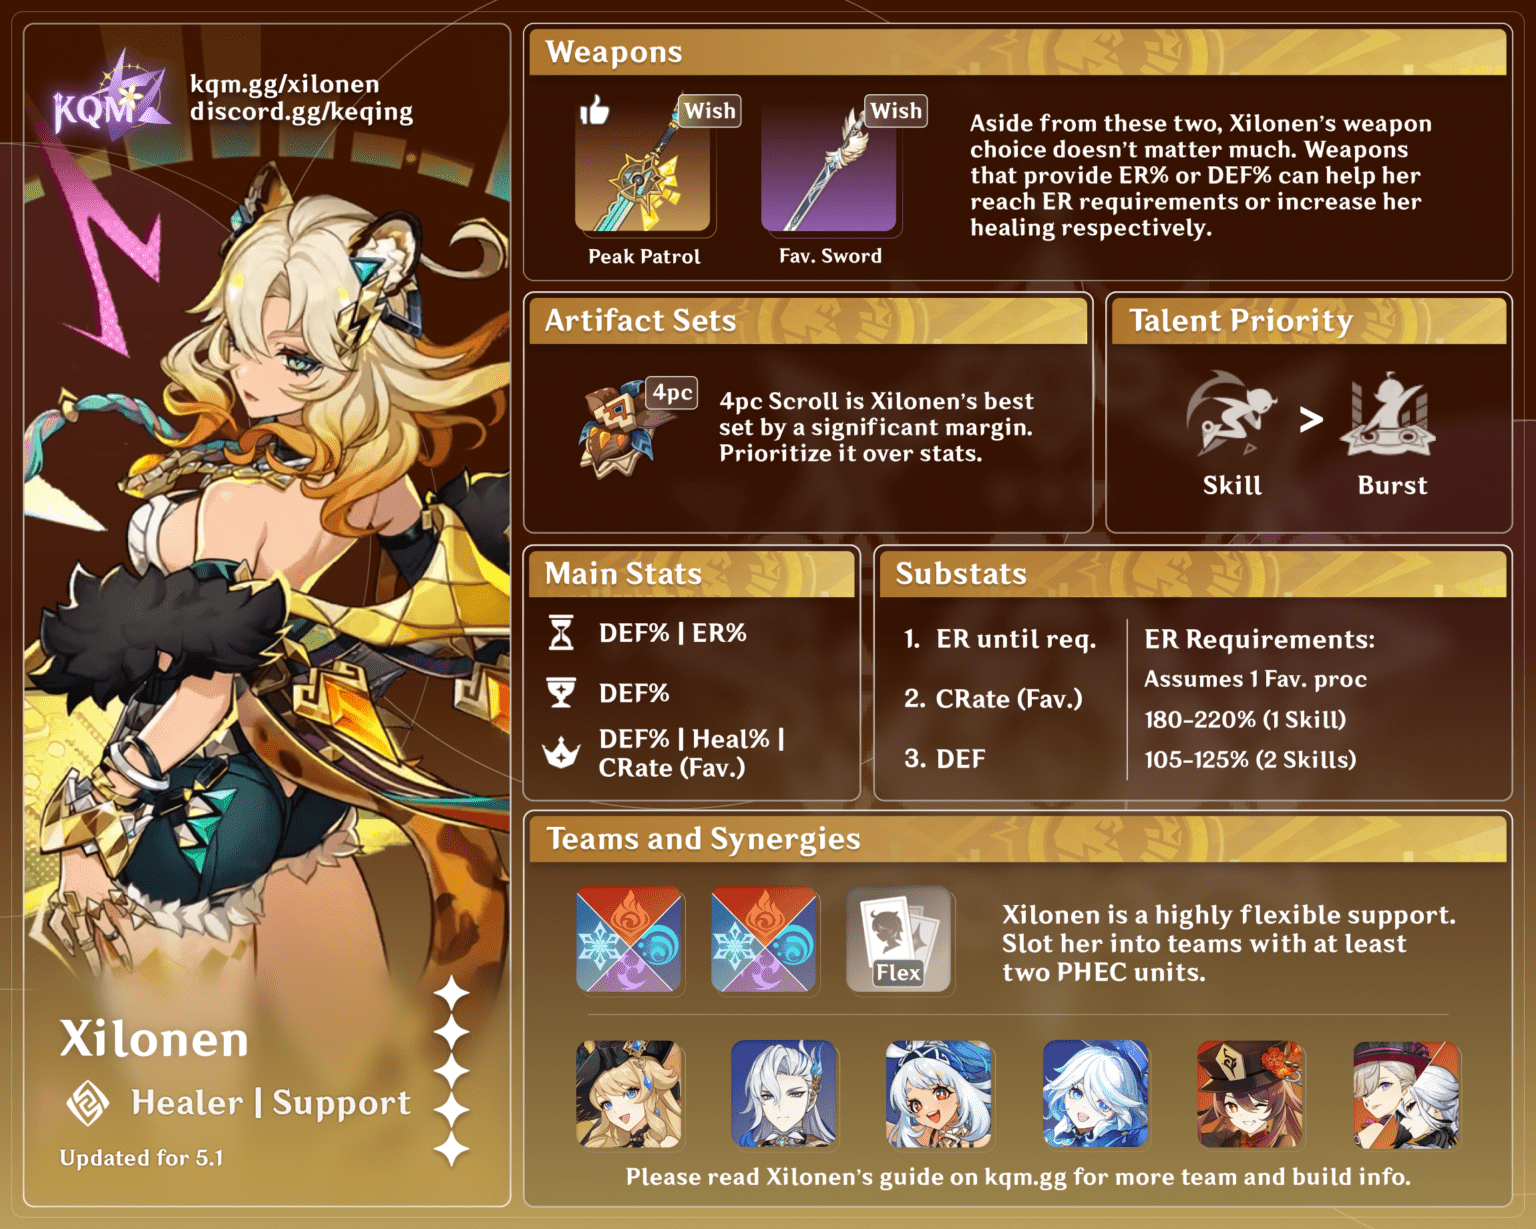 KQM
kqm.gg/xilonen
discord.gg/keqing
Xilonen
Healer | Support
Updated for 5.1
Weapons
Wish
Peak Patrol
Wish
Fav. Sword
Aside from these two, Xilonen's weapon
choice doesn't matter much. Weapons
that provide ER% or DEF% can help her
reach ER requirements or increase her
healing respectively.
Artifact Sets
4pc
4pc Scroll is Xilonen's best
set by a significant margin.
Prioritize it over stats.
Talent Priority
Skill
>
Burst
Main Stats
DEF% | ER%
DEF%
DEF% | Heal% |
CRate (Fav.)
Substats
1. ER until req.
2. CRate (Fav.)
3. DEF
ER Requirements:
Assumes 1 Fav. proc
180-220% (1 Skill)
105-125% (2 Skills)
Teams and Synergies
Flex
Xilonen is a highly flexible support.
Slot her into teams with at least
two PHEC units.
Please read Xilonen's guide on kqm.gg for more team and build info.